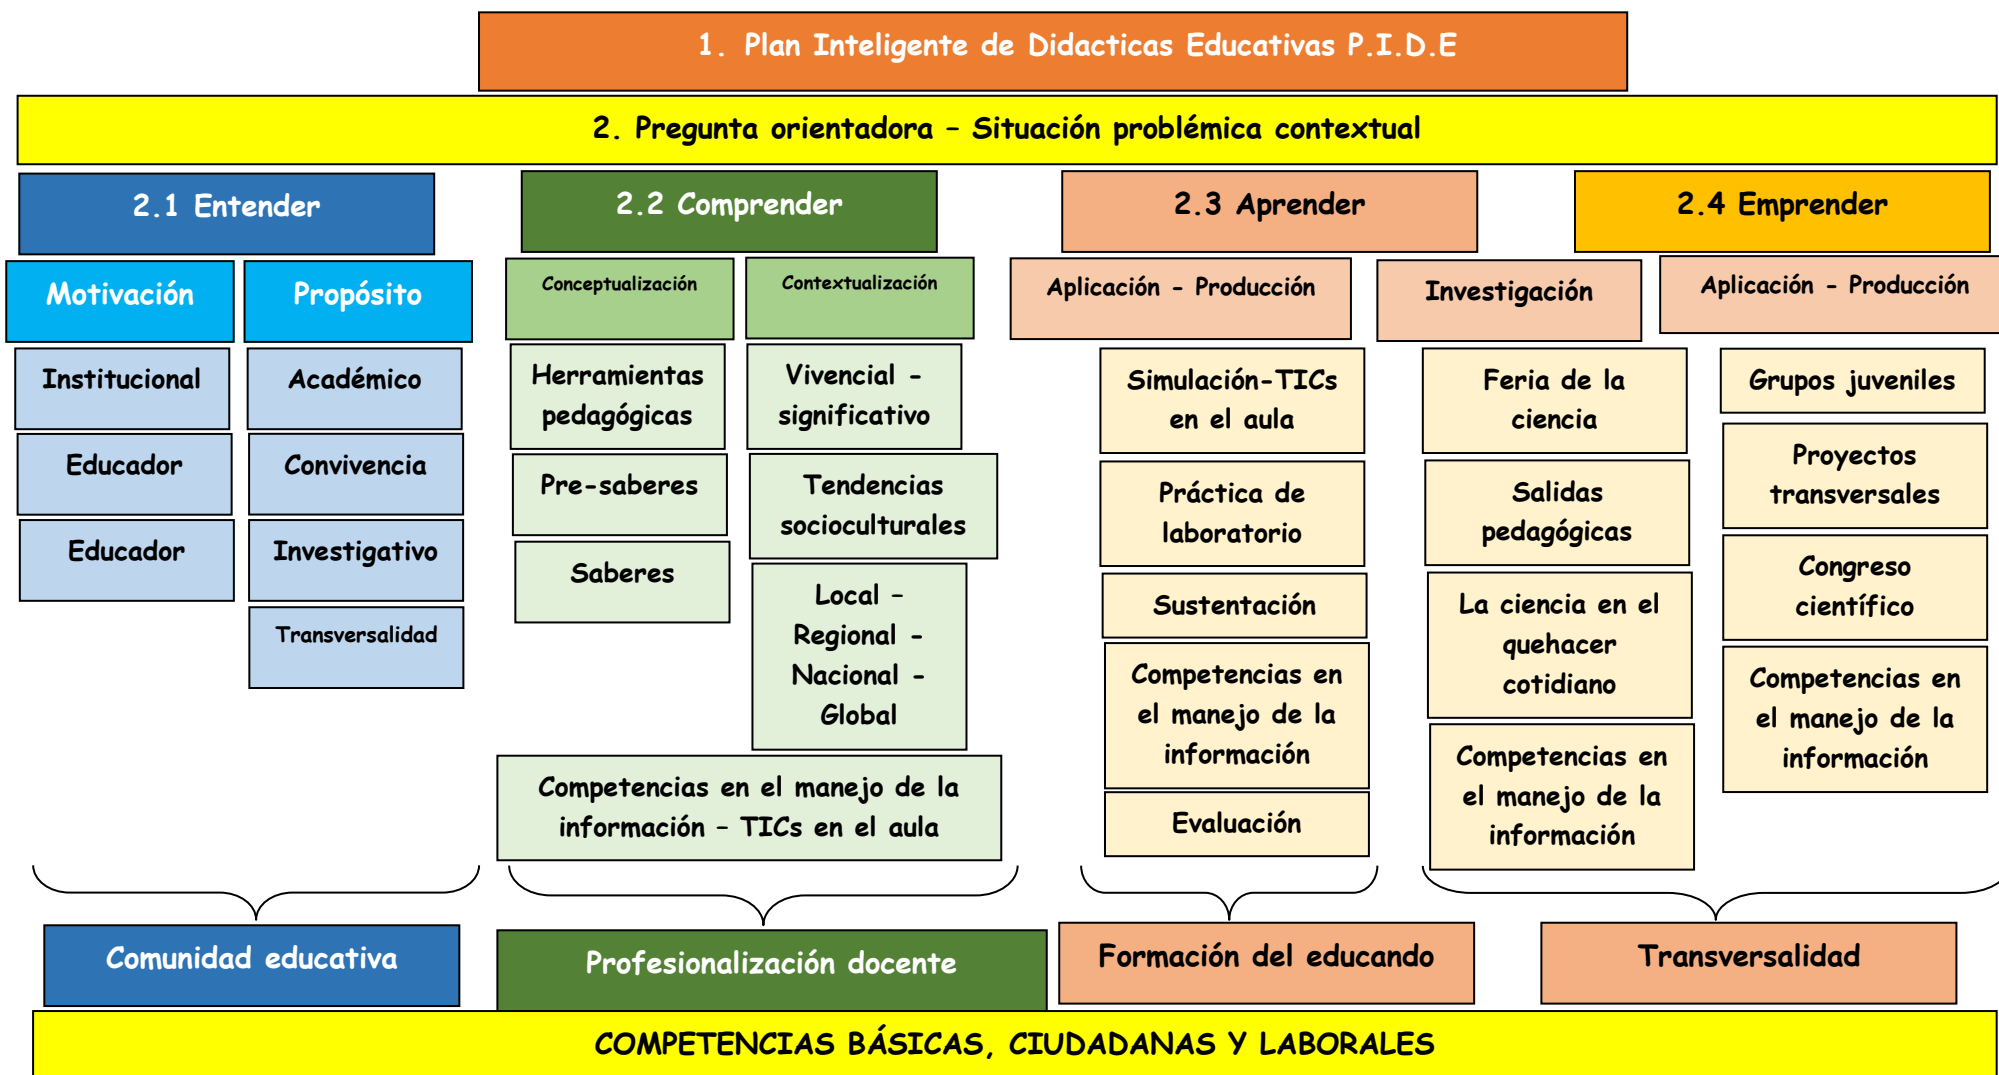 1. Plan Inteligente de Didacticas Educativas P.I.D.E
2. Pregunta orientadora – Situación problémica contextual
2.1 Entender
2.2 Comprender
2.3 Aprender
2.4 Emprender
Motivación
Propósito
Conceptualización
Contextualización
Aplicación - Producción
Investigación
Aplicación - Producción
Institucional
Educador
Educador
Académico
Convivencia
Investigativo
Transversalidad
Herramientas
pedagógicas
Pre-saberes
Saberes
Vivencial -
significativo
Tendencias
socioculturales
Local –
Regional -
Nacional -
Global
Competencias en el manejo de la
información – TICs en el aula
Simulación-TICs
en el aula
Práctica de
laboratorio
Sustentación
Competencias en
el manejo de la
información
Evaluación
Feria de la
ciencia
Salidas
pedagógicas
La ciencia en el
quehacer
cotidiano
Competencias en
el manejo de la
información
Grupos juveniles
Proyectos
transversales
Congreso
científico
Competencias en
el manejo de la
información
Comunidad educativa
Profesionalización docente
Formación del educando
Transversalidad
COMPETENCIAS BÁSICAS, CIUDADANAS Y LABORALES